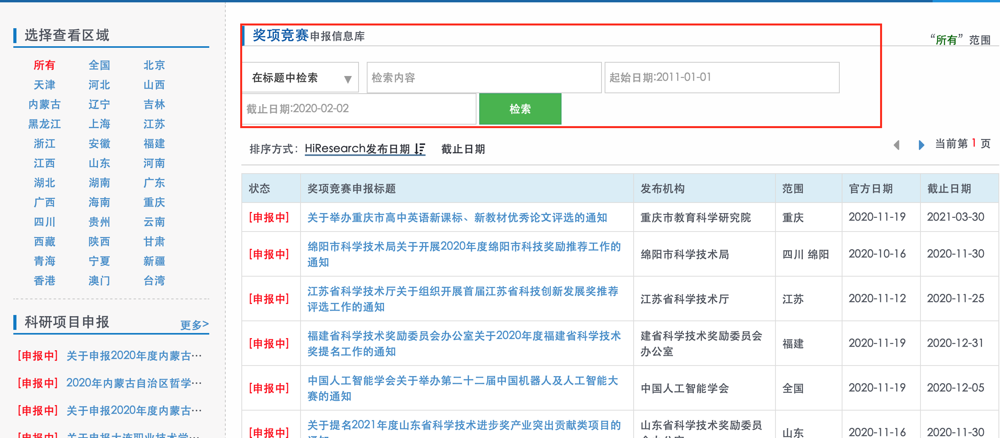 选择查看区域
所有 全国 北京
天津 河北 山西
内蒙古 辽宁 吉林
黑龙江 上海 江苏
浙江 安徽 福建
江西 山东 河南
湖北 湖南 广东
广西 海南 重庆
四川 贵州 云南
西藏 陕西 甘肃
青海 宁夏 新疆
香港 澳门 台湾
科研项目申报 更多>
[申报中] 关于申报2020年度内蒙古…
[申报中] 2020年内蒙古自治区哲学…
[申报中] 关于申报2020年度内蒙古…
[申报中] 关于申报大连职业技术学…
奖项竞赛申报信息库
“所有” 范围
在标题中检索 ▼ 检索内容 起始日期:2011-01-01
截止日期:2020-02-02 检索
排序方式: HiResearch发布日期 截止日期
当前第 1 页
状态 奖项竞赛申报标题 发布机构 范围 官方日期 截止日期
[申报中] 关于举办重庆市高中英语新课标、新教材优秀论文评选的通知 重庆市教育科学研究院 重庆 2020-11-19 2021-03-30
[申报中] 绵阳市科学技术局关于开展2020年度绵阳市科技奖励推荐工作的
通知 绵阳市科学技术局 四川 绵阳 2020-10-16 2020-11-30
[申报中] 江苏省科学技术厅关于组织开展首届江苏省科技创新发展奖推荐
评选工作的通知 江苏省科学技术厅 江苏 2020-11-12 2020-11-25
[申报中] 福建省科学技术奖励委员会办公室关于2020年度福建省科学技术
奖提名工作的通知 建省科学技术奖励委员会
办公室 福建 2020-11-19 2020-12-31
[申报中] 中国人工智能学会关于举办第二十二届中国机器人及人工智能大
赛的通知 中国人工智能学会 全国 2020-11-19 2020-12-05
[申报中] 关于提名2021年度山东省科学技术进步奖产业突出贡献类项目的
山东省科学技术奖励委员 山东 2020-11-16 2020-11-30